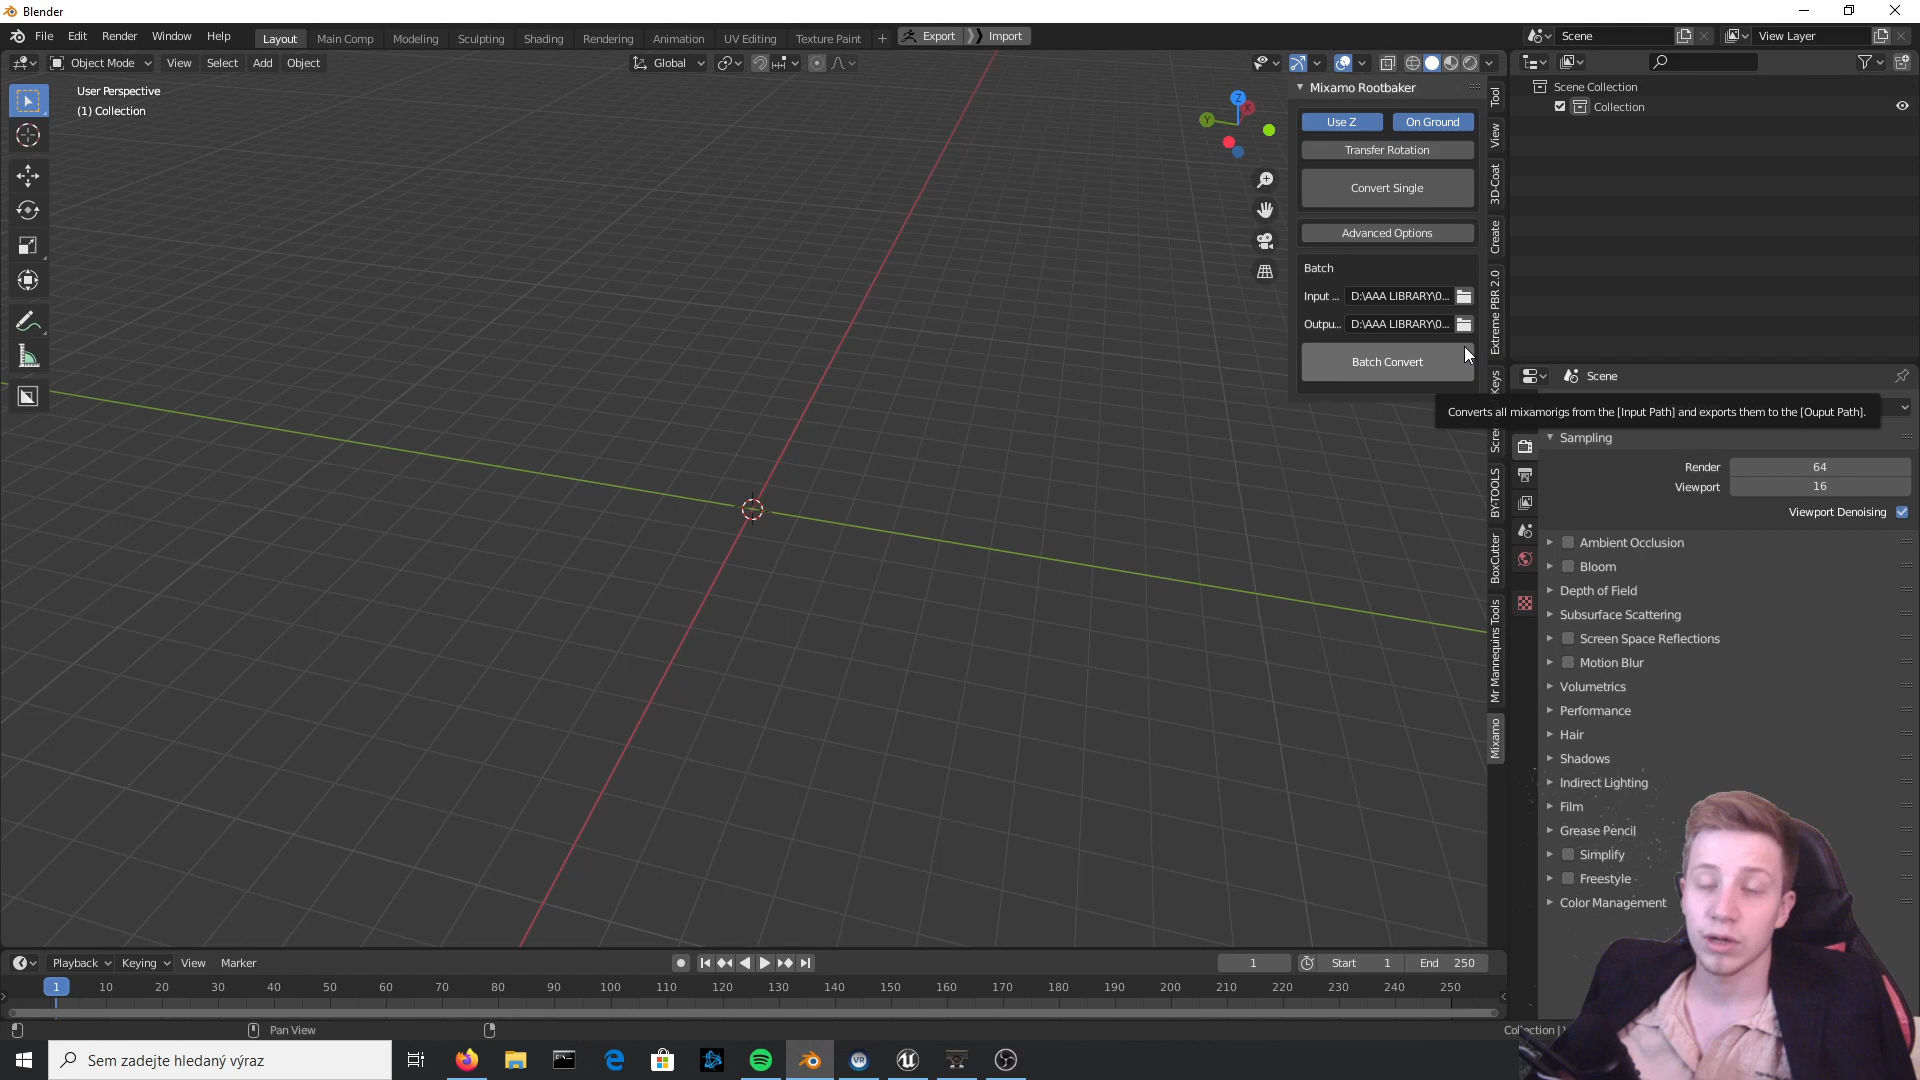 Blender
File Edit Render Window Help
Layout Main Comp Modeling Sculpting Shading Rendering Animation UV Editing Texture Paint +
Export Import
Scene
View Layer
Object Mode View Select Add Object
Global
User Perspective
(1) Collection
Z
Y
X
Mixamo Rootbaker
Use Z On Ground
Transfer Rotation
Convert Single
Advanced Options
Batch
Input ... D:\AAA LIBRARY\0...
Outpu... D:\AAA LIBRARY\0...
Batch Convert
Converts all mixamorigs from the [Input Path] and exports them to the [Ouput Path].
Tool
View
3D-Coat
Create
Extreme PBR 2.0
Keys
BY-TOOLS
BoxCutter
Mr Mannequins Tools
Mixamo
Scene Collection
Collection
Scene
Sampling
Render 64
Viewport 16
Viewport Denoising
Ambient Occlusion
Bloom
Depth of Field
Subsurface Scattering
Screen Space Reflections
Motion Blur
Volumetrics
Performance
Hair
Shadows
Indirect Lighting
Film
Grease Pencil
Simplify
Freestyle
Color Management
Playback Keying View Marker
1 Start 1 End 250
1 10 20 30 40 50 60 70 80 90 100 110 120 130 140 150 160 170 180 190 200 210 220 230 240 250
Pan View
Sem zadejte hledaný výraz